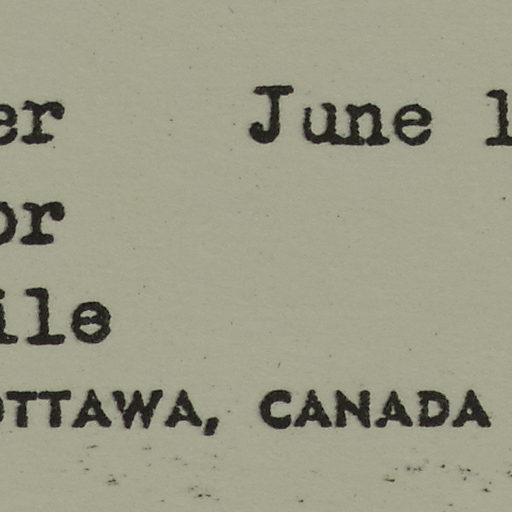 er June 1
or
ile
OTTAWA, CANADA